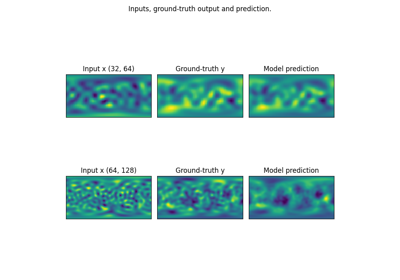 Inputs, ground-truth output and prediction.
Input x (32, 64)
Ground-truth y
Model prediction
Input x (64, 128)
Ground-truth y
Model prediction